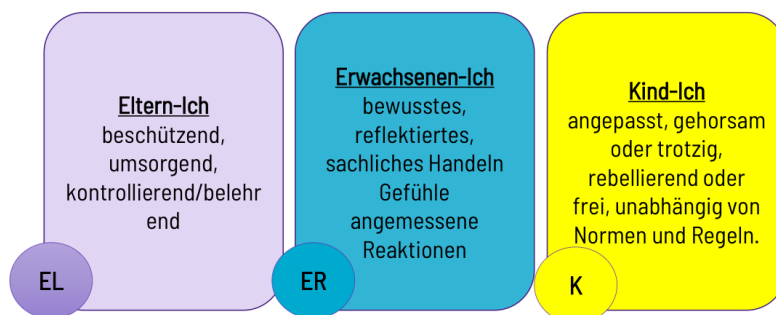 Eltern-Ich
beschützend,
umsorgend,
kontrollierend/belehr
end
EL
Erwachsenen-Ich
bewusstes,
reflektiertes,
sachliches Handeln
Gefühle
angemessene
Reaktionen
ER
Kind-Ich
angepasst, gehorsam
oder trotzig,
rebellierend oder
frei, unabhängig von
Normen und Regeln.
K